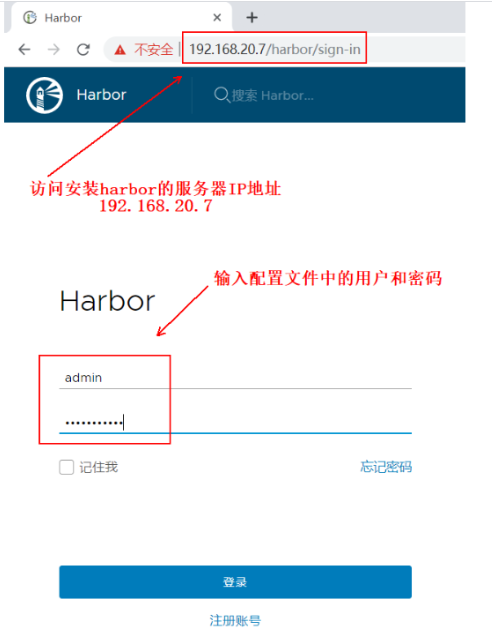 Harbor
不安全 | 192.168.20.7/harbor/sign-in
Harbor
搜索 Harbor...
访问安装harbor的服务器IP地址
192.168.20.7
输入配置文件中的用户和密码
Harbor
admin
•••••••••••
记住我
忘记密码
登录
注册账号